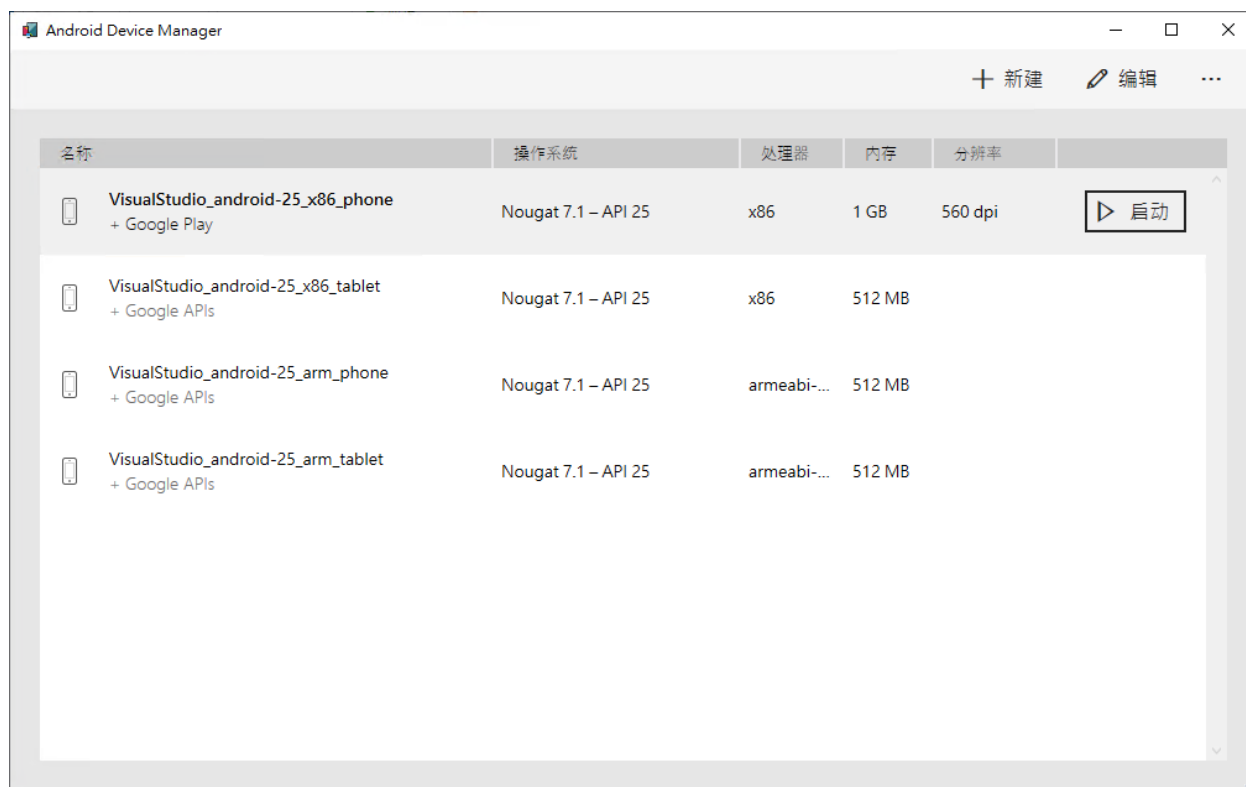 Android Device Manager
新建 编辑 ...
名称 操作系统 处理器 内存 分辨率
VisualStudio_android-25_x86_phone
+ Google Play
Nougat 7.1 – API 25 x86 1 GB 560 dpi 启动
VisualStudio_android-25_x86_tablet
+ Google APIs
Nougat 7.1 – API 25 x86 512 MB
VisualStudio_android-25_arm_phone
+ Google APIs
Nougat 7.1 – API 25 armeabi-... 512 MB
VisualStudio_android-25_arm_tablet
+ Google APIs
Nougat 7.1 – API 25 armeabi-... 512 MB